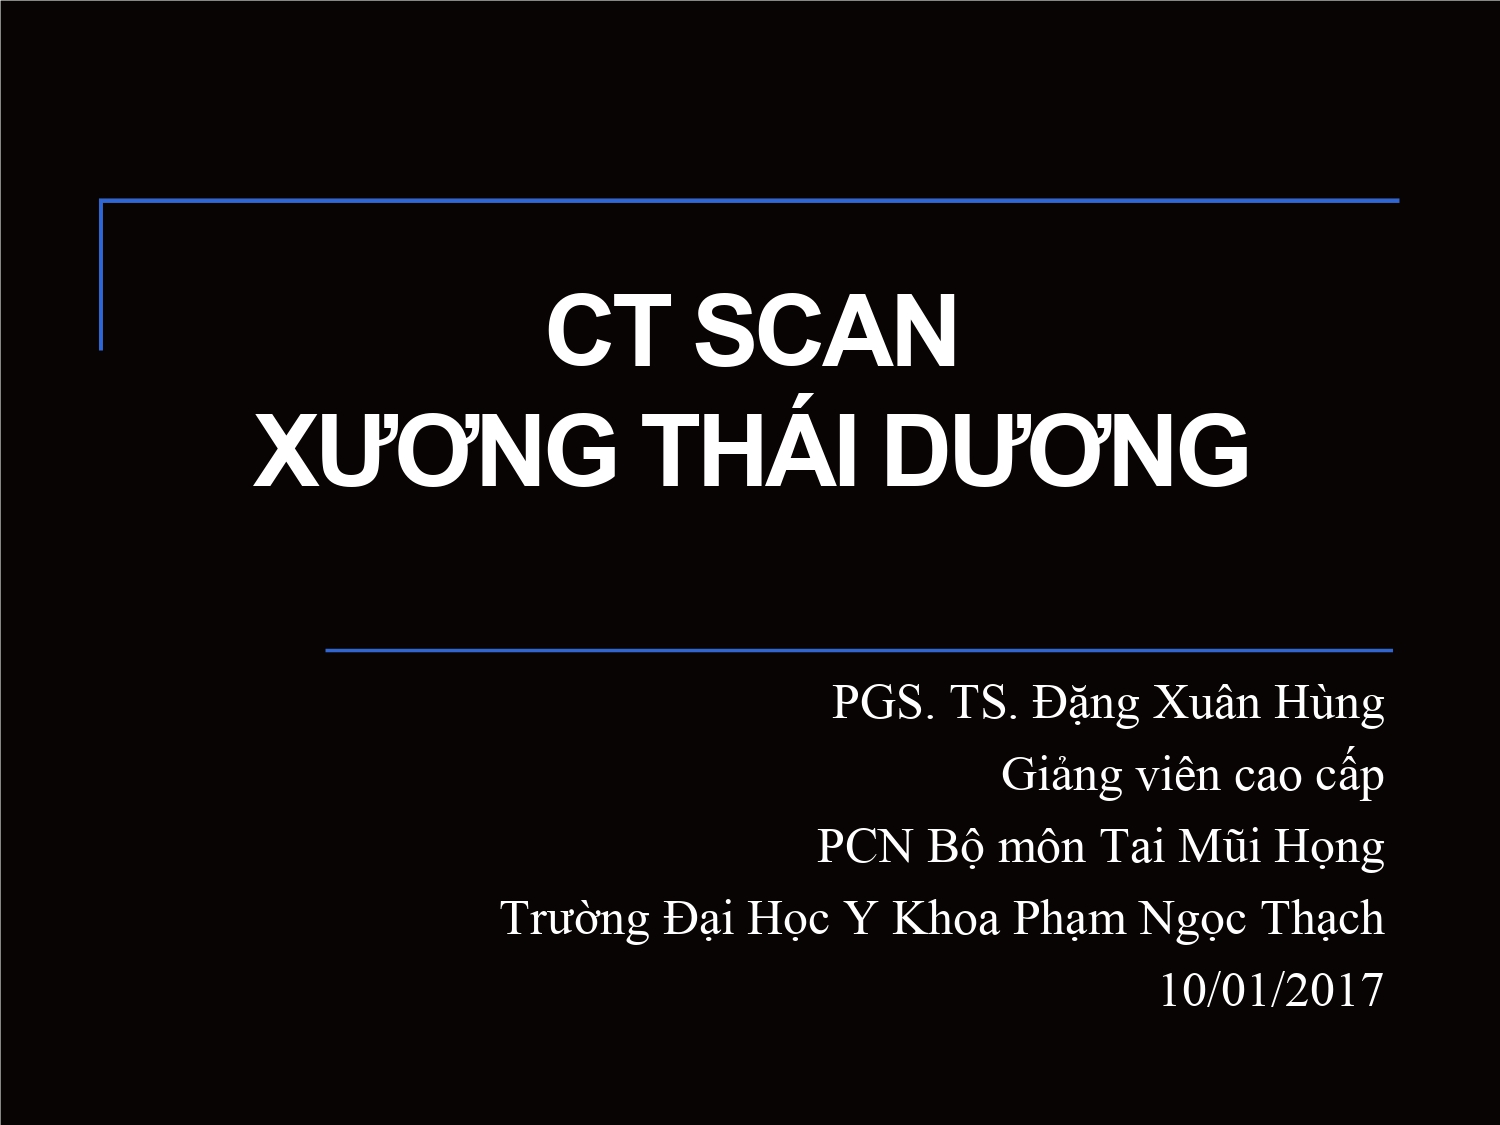 CT SCAN
XƯƠNG THÁI DƯƠNG
PGS. TS. Đặng Xuân Hùng
Giảng viên cao cấp
PCN Bộ môn Tai Mũi Họng
Trường Đại Học Y Khoa Phạm Ngọc Thạch
10/01/2017